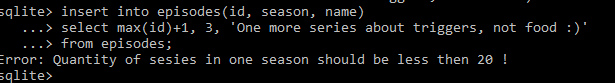 sqlite> insert into episodes(id, season, name)
   ...> select max(id)+1, 3, 'One more series about triggers, not food :)'
   ...> from episodes;
Error: Quantity of sesies in one season should be less then 20 !
sqlite>